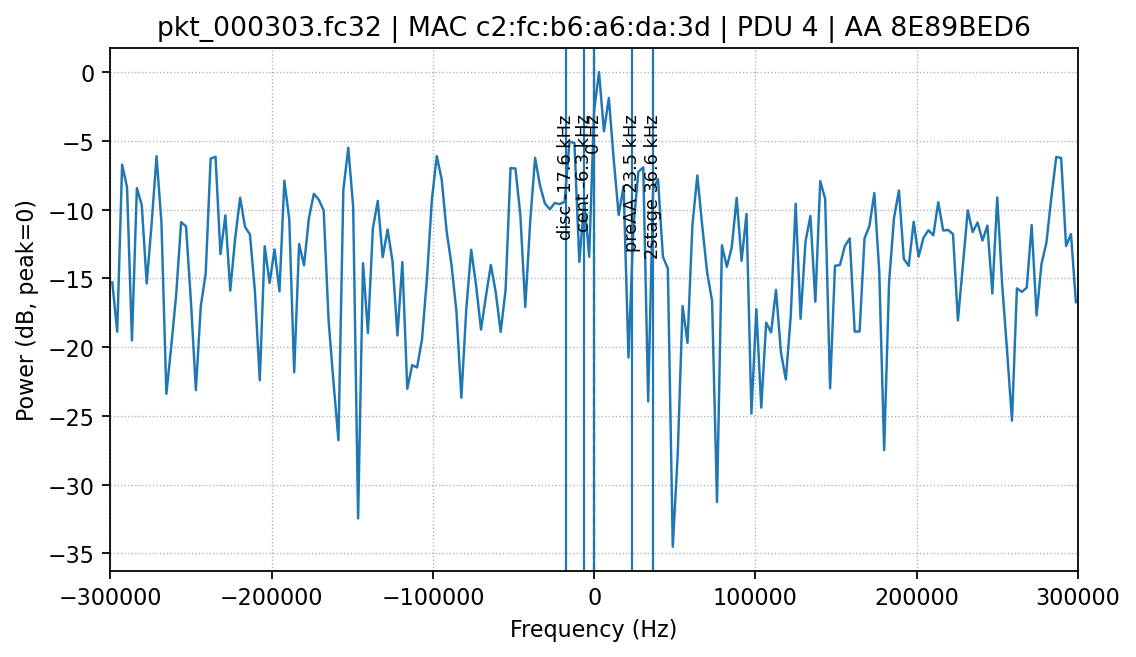 pkt_000303.fc32 | MAC c2:fc:b6:a6:da:3d | PDU 4 | AA 8E89BED6
Power (dB, peak=0)
0
−5
−10
−15
−20
−25
−30
−35
disc -17.6 kHz
cent -6.3 kHz
0 Hz
preAA 23.5 kHz
2stage 36.6 kHz
−300000
−200000
−100000
0
100000
200000
300000
Frequency (Hz)